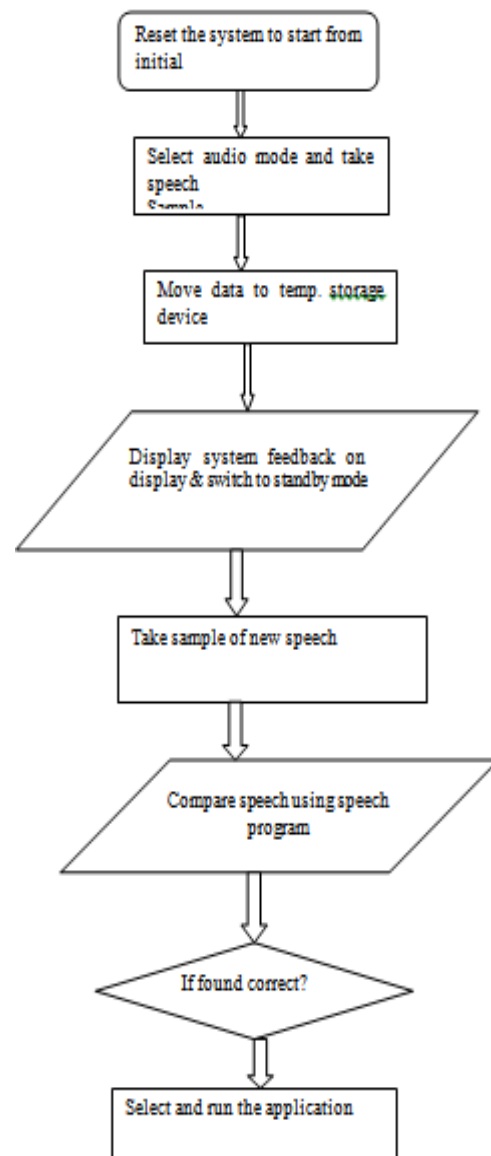 Reset the system to start from
initial
Select audio mode and take
speech
Sample
Move data to temp. storage
device
Display system feedback on
display & switch to standby mode
Take sample of new speech
Compare speech using speech
program
If found correct?
Select and run the application